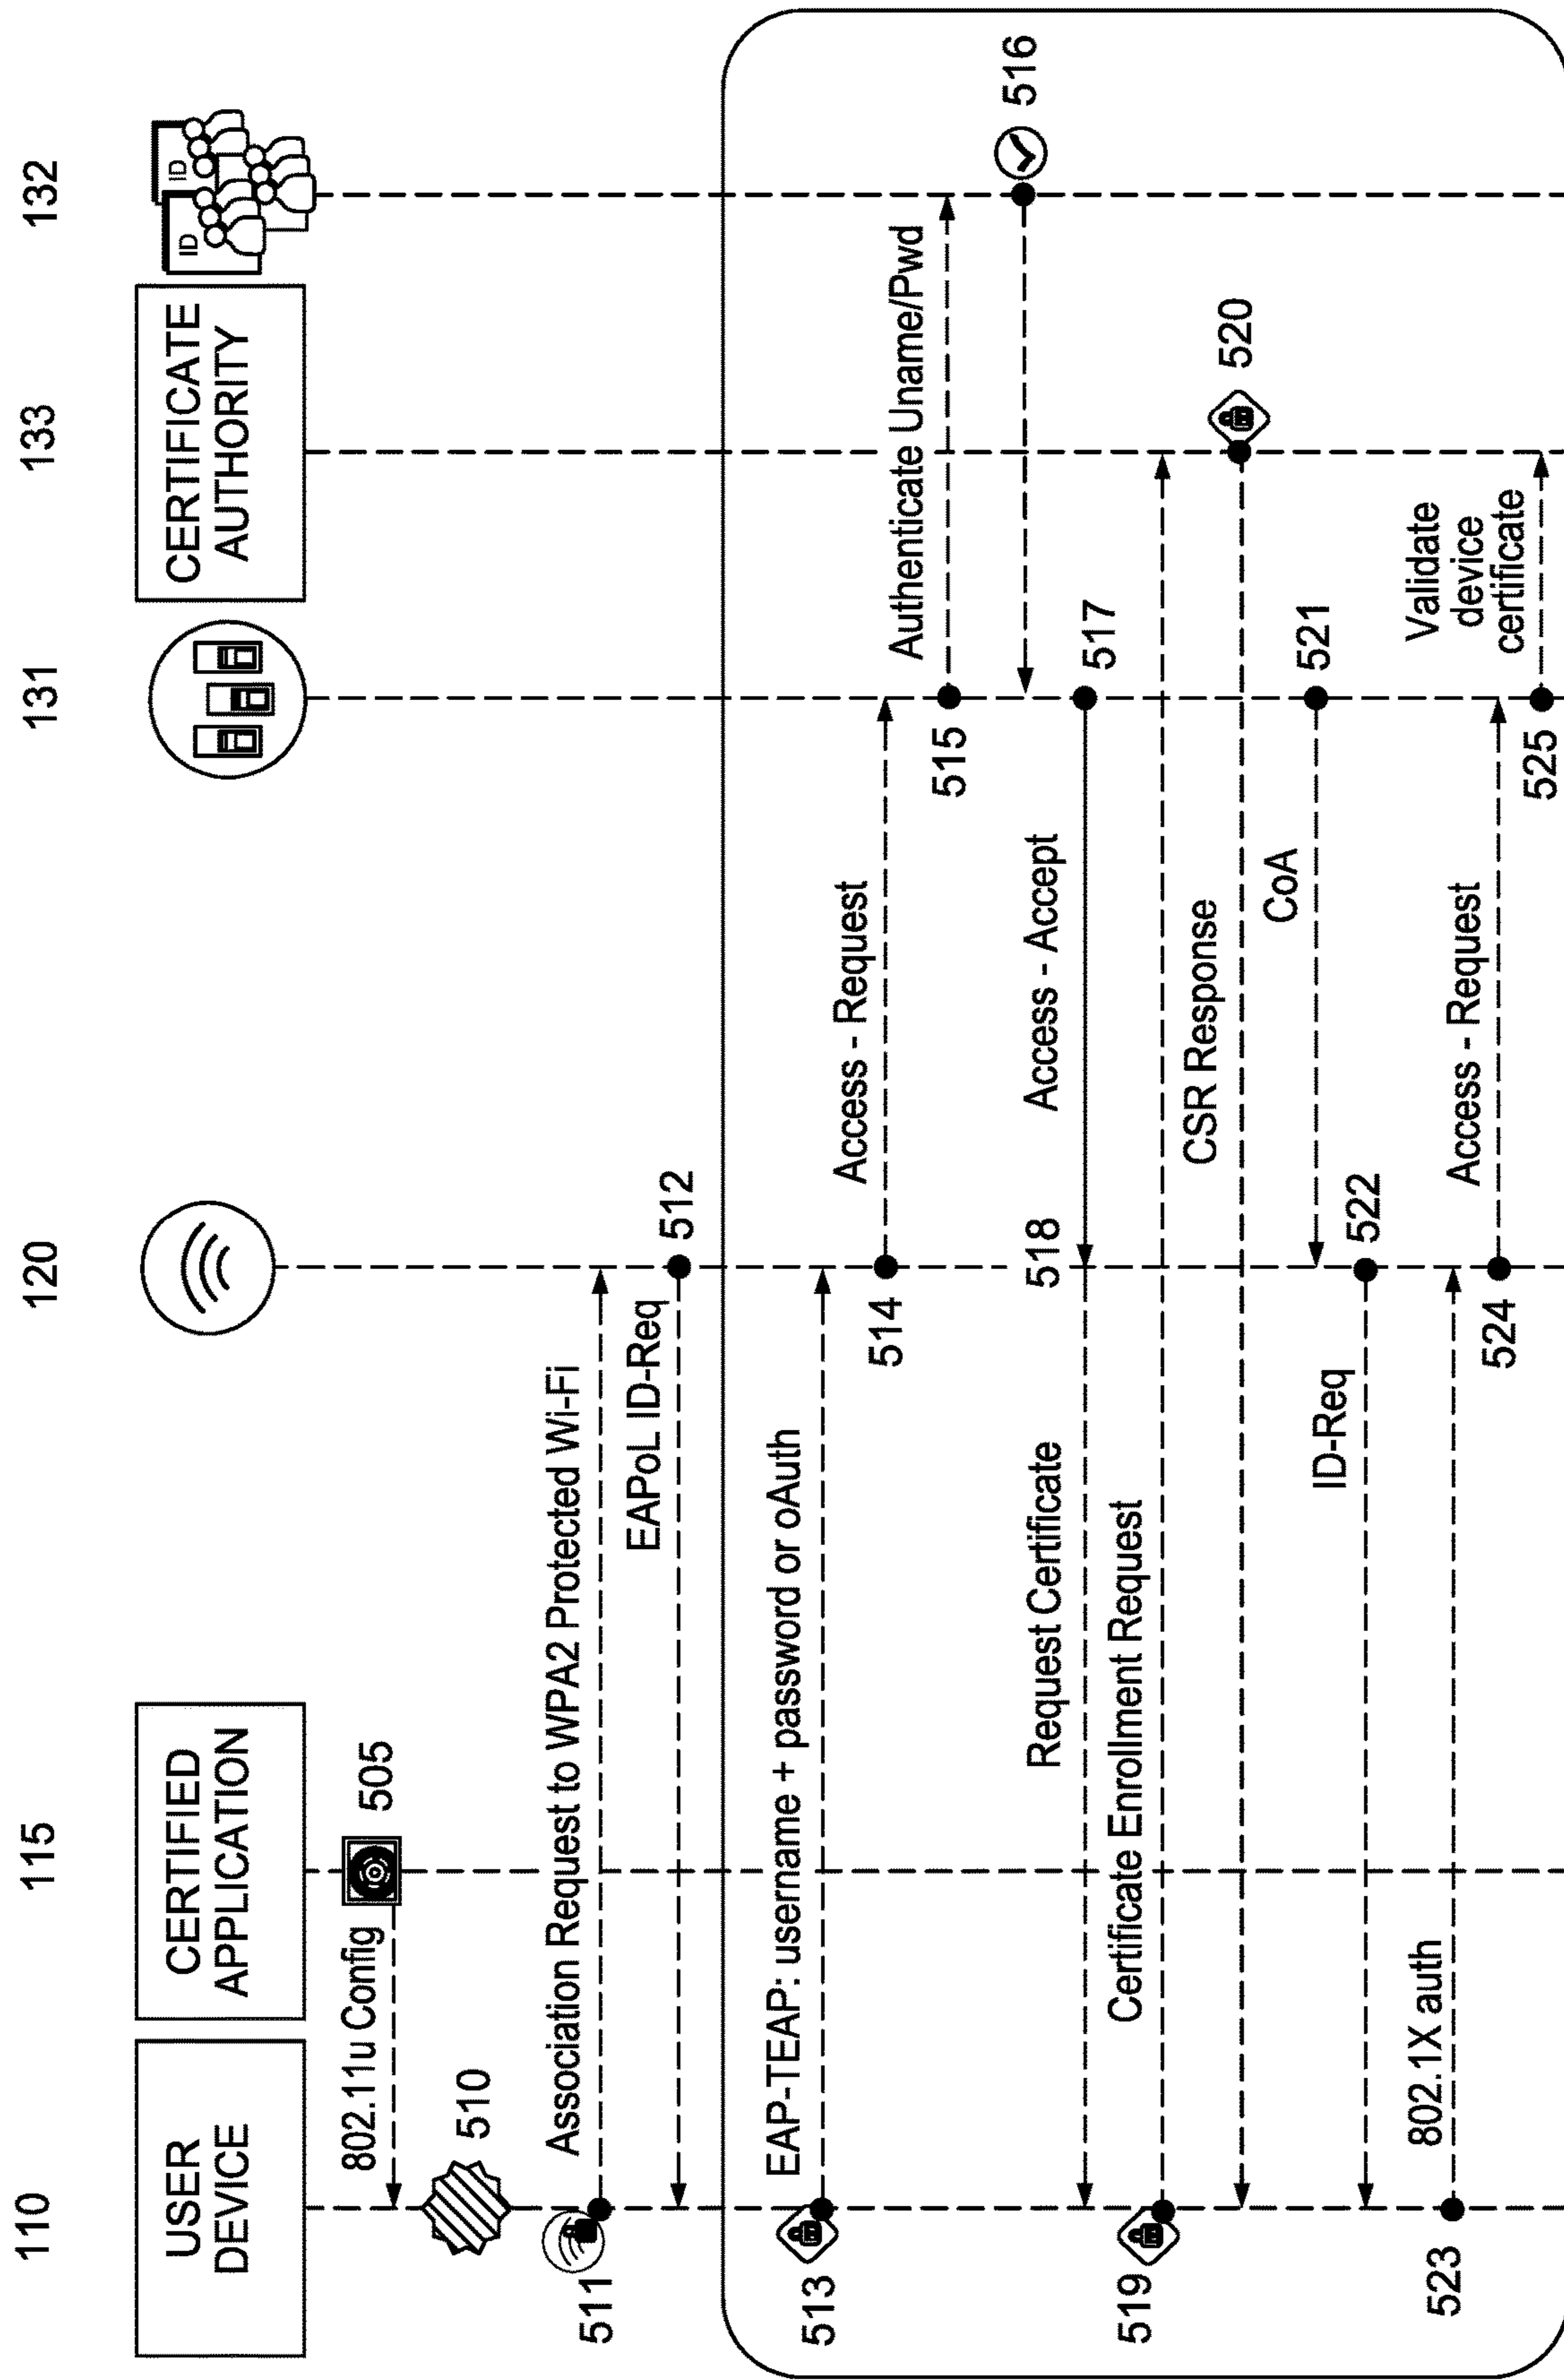 110
115
120
131
133
132
USER
DEVICE
CERTIFIED
APPLICATION
CERTIFICATE
AUTHORITY
ID
ID
802.11u Config
505
510
511
Association Request to WPA2 Protected Wi-Fi
EAPoL ID-Req
512
513
EAP-TEAP: username + password or oAuth
514
Access - Request
515
Authenticate Uname/Pwd
516
Request Certificate
518
Access - Accept
517
519
Certificate Enrollment Request
CSR Response
520
CoA
521
ID-Req
522
523
802.1X auth
524
Access - Request
525
Validate
device
certificate